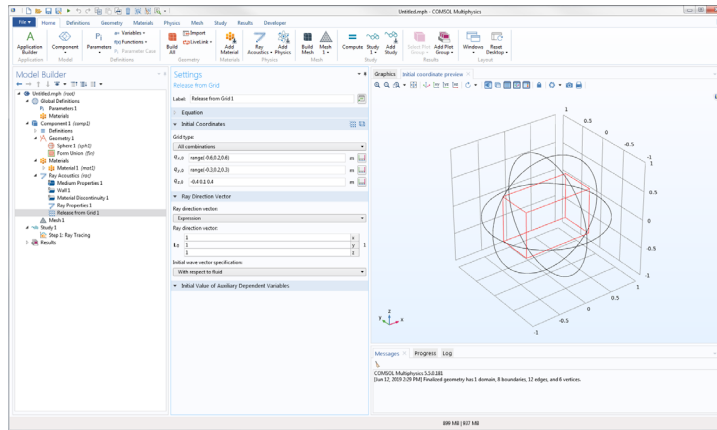 Untitled.mph - COMSOL Multiphysics
File Home Definitions Geometry Materials Physics Mesh Study Results Developer
Application Builder
Component
Parameters
a= Variables
f(x) Functions
Parameter Case
Build All
Import
LiveLink
Add Material
Ray Acoustics
Add Physics
Build Mesh
Mesh 1
Compute
Study 1
Add Study
Select Plot Group
Add Plot Group
Windows
Reset Desktop
Application Model Definitions Geometry Materials Physics Mesh Study Results Layout
Model Builder
Untitled.mph (root)
Global Definitions
Pi Parameters 1
Materials
Component 1 (comp1)
Definitions
Geometry 1
Sphere 1 (sph1)
Form Union (fin)
Materials
Material 1 (mat1)
Ray Acoustics (rac)
Medium Properties 1
Wall 1
Material Discontinuity 1
Ray Properties 1
Release from Grid 1
Mesh 1
Study 1
Step 1: Ray Tracing
Results
Settings
Release from Grid
Label: Release from Grid 1
Equation
Initial Coordinates
Grid type:
All combinations
qx,0 range(-0.6,0.2,0.6) m
qy,0 range(-0.3,0.2,0.3) m
qz,0 -0.4 0.1 0.4 m
Ray Direction Vector
Ray direction vector:
Expression
Ray direction vector:
1 x
L0 1 y 1
1 z
Initial wave vector specification:
With respect to fluid
Initial Value of Auxiliary Dependent Variables
Graphics Initial coordinate preview
1
0.5
0
-0.5
-1
1
0.5
0
-0.5
-1
1
0.5
0
-0.5
-1
z
y x
Messages Progress Log
COMSOL Multiphysics 5.5.0.181
[Jun 12, 2019 2:29 PM] Finalized geometry has 1 domain, 8 boundaries, 12 edges, and 6 vertices.
899 MB | 937 MB